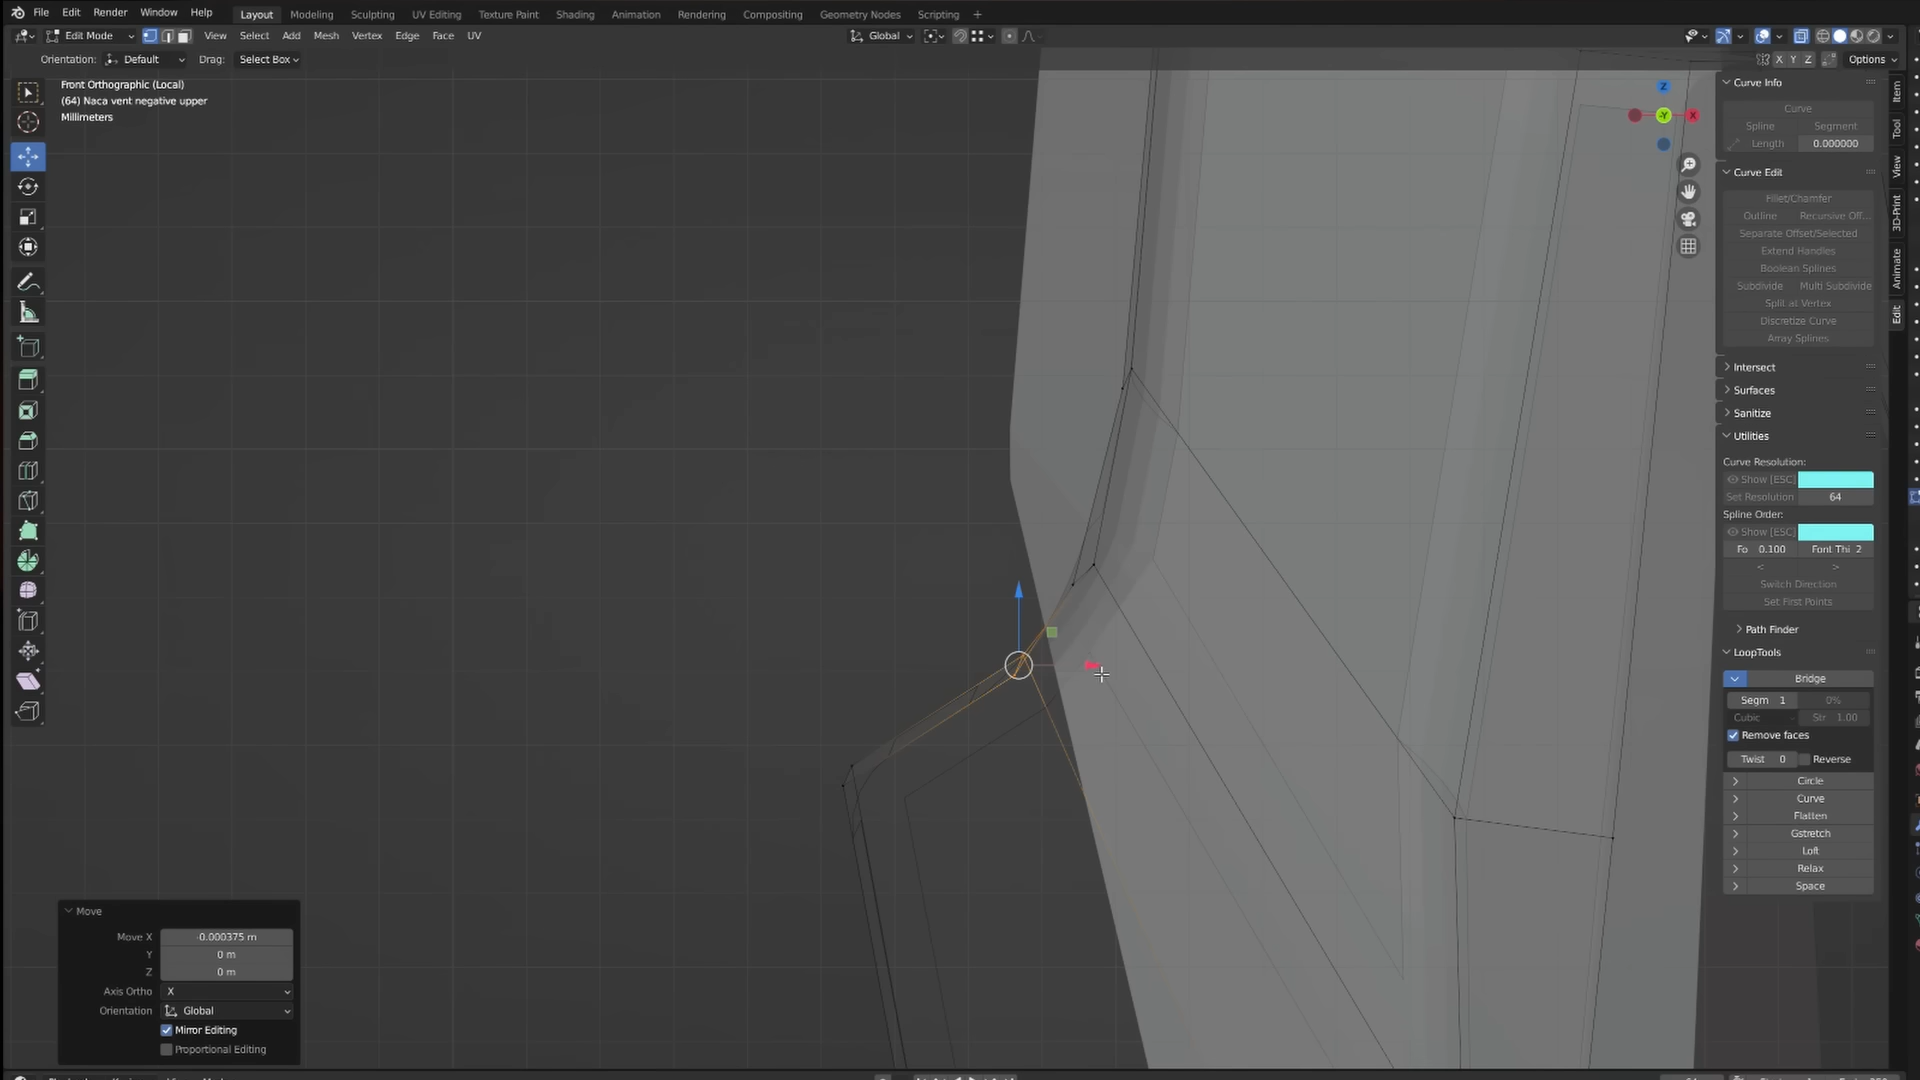 File Edit Render Window Help Layout Modeling Sculpting UV Editing Texture Paint Shading Animation Rendering Compositing Geometry Nodes Scripting +
Edit Mode View Select Add Mesh Vertex Edge Face UV Global
Orientation: Default Drag: Select Box X Y Z Options
Front Orthographic (Local)
(64) Naca vent negative upper
Millimeters
Z
-Y X
Curve Info
Curve
Spline Segment
Length 0.000000
Curve Edit
Fillet/Chamfer
Outline Recursive Off...
Separate Offset/Selected
Extend Handles
Boolean Splines
Subdivide Multi Subdivide
Split at Vertex
Discretize Curve
Array Splines
Intersect
Surfaces
Sanitize
Utilities
Curve Resolution:
Show [ESC]
Set Resolution 64
Spline Order:
Show [ESC]
Fo 0.100 Font Thi 2
< >
Switch Direction
Set First Points
Path Finder
LoopTools
Bridge
Segm 1 0%
Cubic Str 1.00
Remove faces
Twist 0 Reverse
Circle
Curve
Flatten
Gstretch
Loft
Relax
Space
Item
Tool
View
3D-Print
Animate
Edit
Move
Move X -0.000375 m
Y 0 m
Z 0 m
Axis Ortho X
Orientation Global
Mirror Editing
Proportional Editing